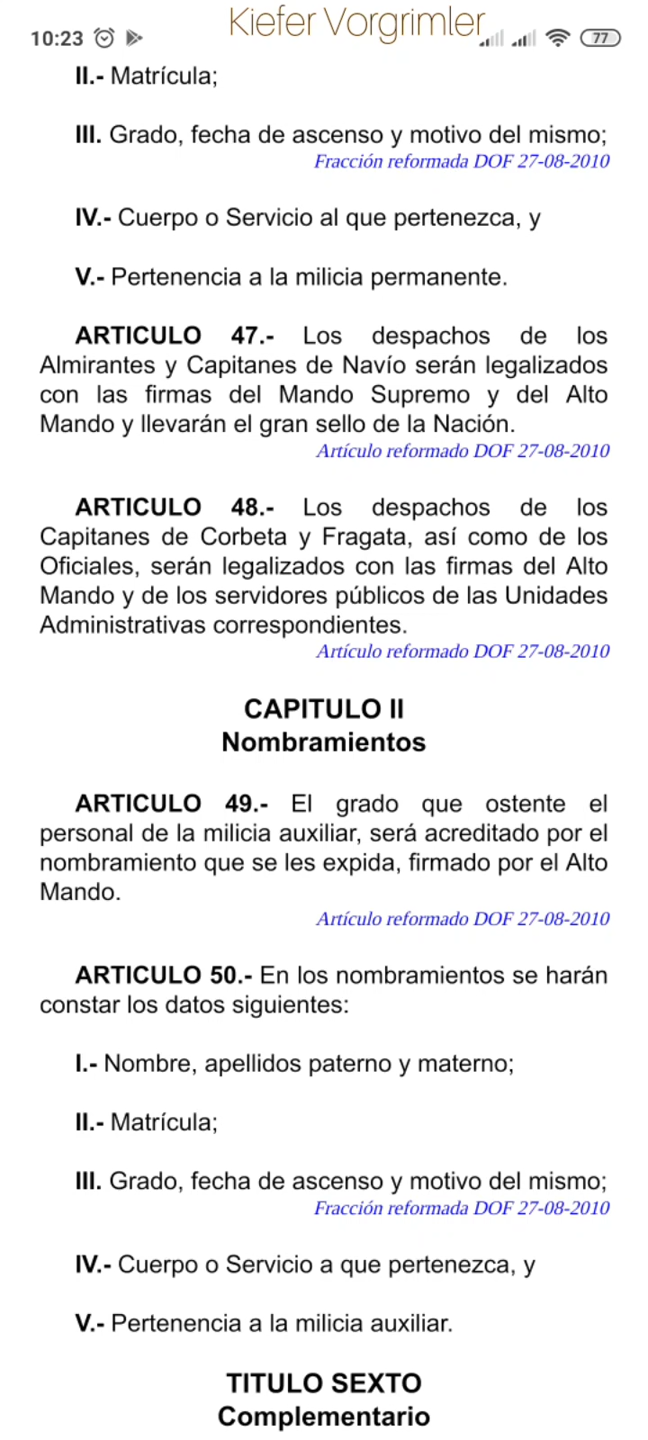 Kiefer Vorgrimler
10:23
77
II.- Matrícula;
III. Grado, fecha de ascenso y motivo del mismo;
Fracción reformada DOF 27-08-2010
IV.- Cuerpo o Servicio al que pertenezca, y
V.- Pertenencia a la milicia permanente.
ARTICULO 47.- Los despachos de los
Almirantes y Capitanes de Navío serán legalizados
con las firmas del Mando Supremo y del Alto
Mando y llevarán el gran sello de la Nación.
Artículo reformado DOF 27-08-2010
ARTICULO 48.- Los despachos de los
Capitanes de Corbeta y Fragata, así como de los
Oficiales, serán legalizados con las firmas del Alto
Mando y de los servidores públicos de las Unidades
Administrativas correspondientes.
Artículo reformado DOF 27-08-2010
CAPITULO II
Nombramientos
ARTICULO 49.- El grado que ostente el
personal de la milicia auxiliar, será acreditado por el
nombramiento que se les expida, firmado por el Alto
Mando.
Artículo reformado DOF 27-08-2010
ARTICULO 50.- En los nombramientos se harán
constar los datos siguientes:
I.- Nombre, apellidos paterno y materno;
II.- Matrícula;
III. Grado, fecha de ascenso y motivo del mismo;
Fracción reformada DOF 27-08-2010
IV.- Cuerpo o Servicio a que pertenezca, y
V.- Pertenencia a la milicia auxiliar.
TITULO SEXTO
Complementario